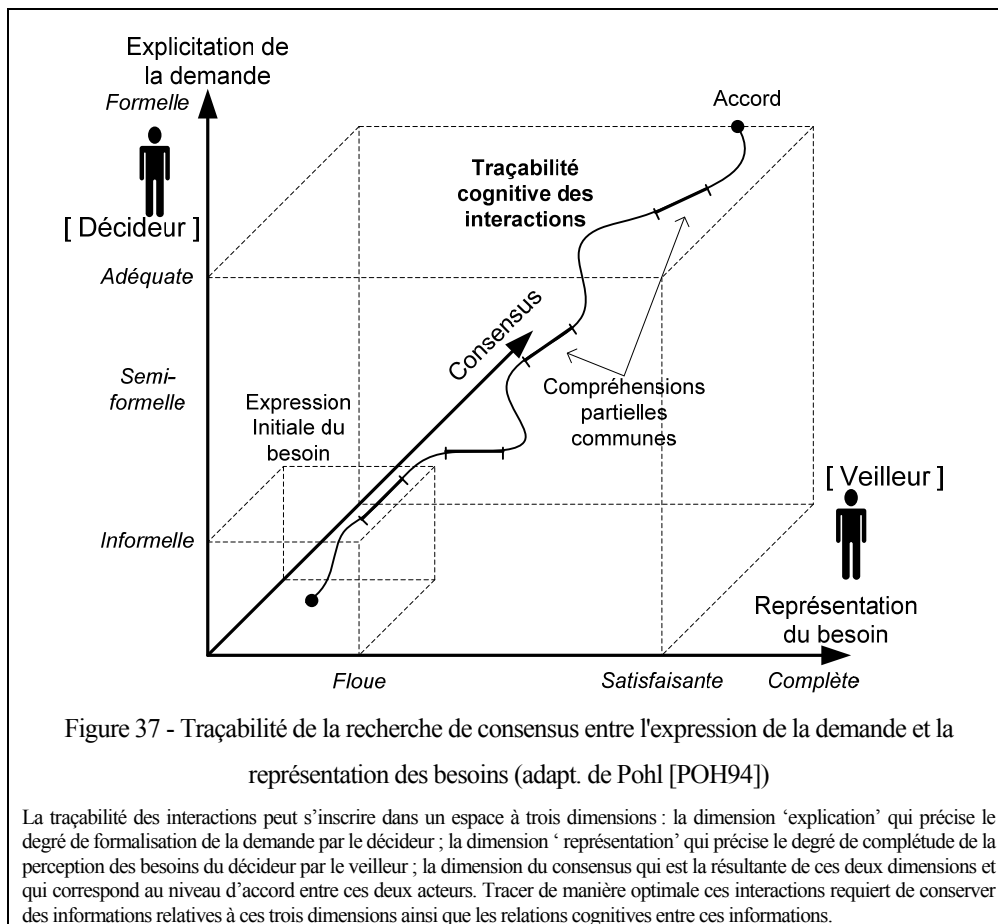 Explicitation de
la demande
Formelle
Accord
[ Décideur ]
Traçabilité
cognitive des
interactions
Adéquate
Consensus
Semi-
formelle
Compréhensions
partielles
communes
Expression
Initiale du
besoin
[ Veilleur ]
Informelle
Représentation
du besoin
Floue
Satisfaisante
Complète
Figure 37 - Traçabilité de la recherche de consensus entre l'expression de la demande et la
représentation des besoins (adapt. de Pohl [POH94])
La traçabilité des interactions peut s’inscrire dans un espace à trois dimensions : la dimension ‘explication’ qui précise le
degré de formalisation de la demande par le décideur ; la dimension ‘ représentation’ qui précise le degré de complétude de la
perception des besoins du décideur par le veilleur ; la dimension du consensus qui est la résultante de ces deux dimensions et
qui correspond au niveau d’accord entre ces deux acteurs. Tracer de manière optimale ces interactions requiert de conserver
des informations relatives à ces trois dimensions ainsi que les relations cognitives entre ces informations.